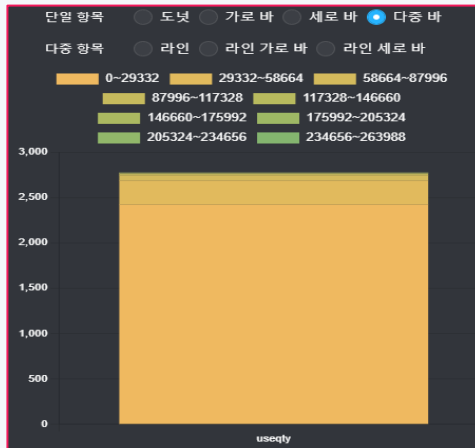 단일 항목 도넛 가로 바 세로 바 다중 바
다중 항목 라인 라인 가로 바 라인 세로 바
0~29332 29332~58664 58664~87996
87996~117328 117328~146660
146660~175992 175992~205324
205324~234656 234656~263988
3,000
2,500
2,000
1,500
1,000
500
0
useqty